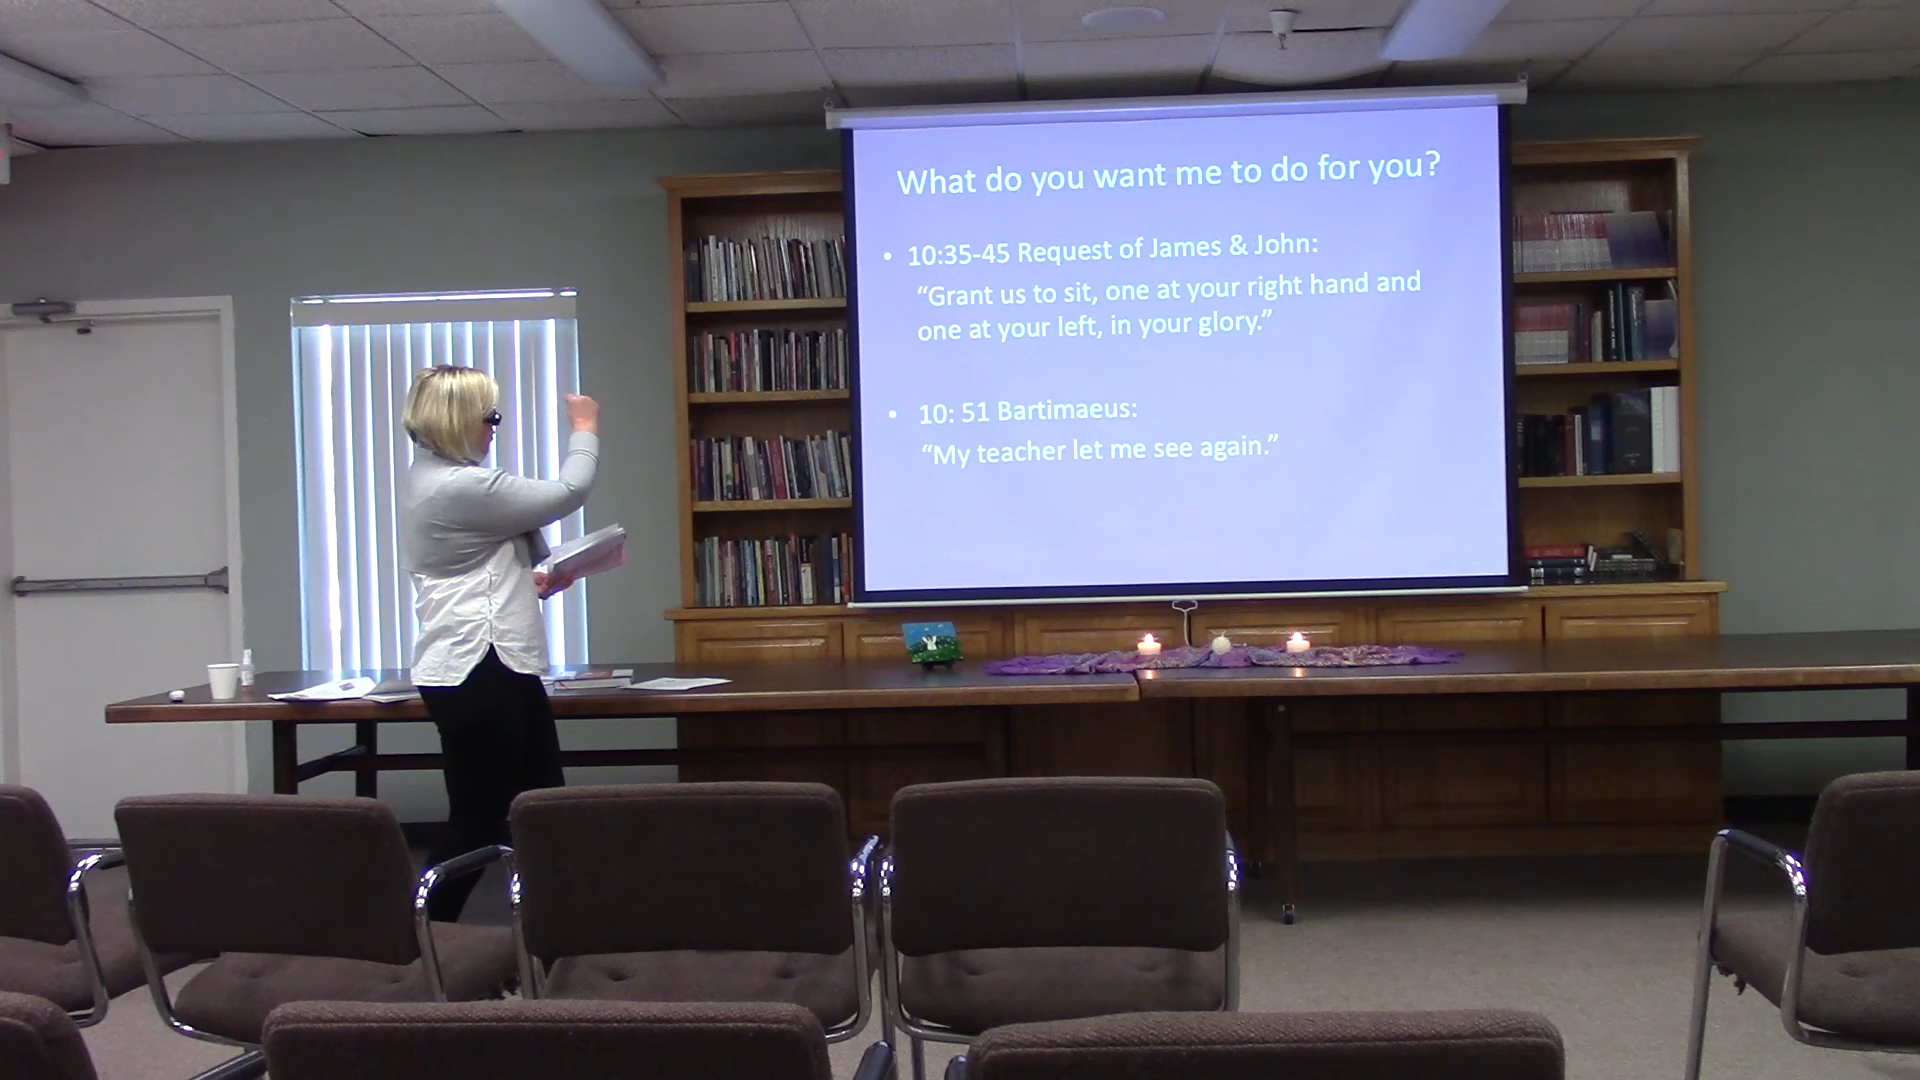 What do you want me to do for you?
• 10:35-45 Request of James & John:
“Grant us to sit, one at your right hand and
one at your left, in your glory.”
• 10: 51 Bartimaeus:
“My teacher let me see again.”